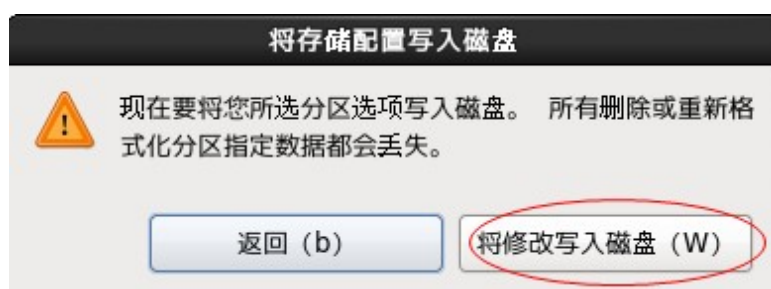 将存储配置写入磁盘
现在要将您所选分区选项写入磁盘。 所有删除或重新格
式化分区指定数据都会丢失。
返回（b）
将修改写入磁盘（W）